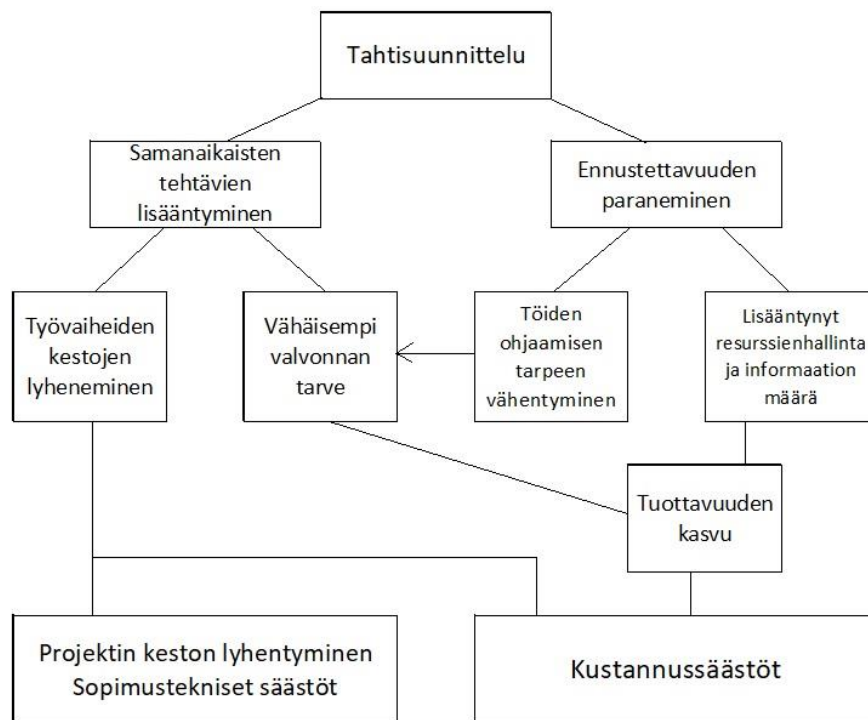 Tahtisuunnittelu
Samanaikaisten
tehtävien
lisääntyminen
Ennustettavuuden
paraneminen
Työvaiheiden
kestojen
lyheneminen
Vähäisempi
valvonnan
tarve
Töiden
ohjaamisen
tarpeen
vähentyminen
Lisääntynyt
resurssienhallinta
ja informaation
määrä
Tuottavuuden
kasvu
Projektin keston lyhentyminen
Sopimustekniset säästöt
Kustannussäästöt